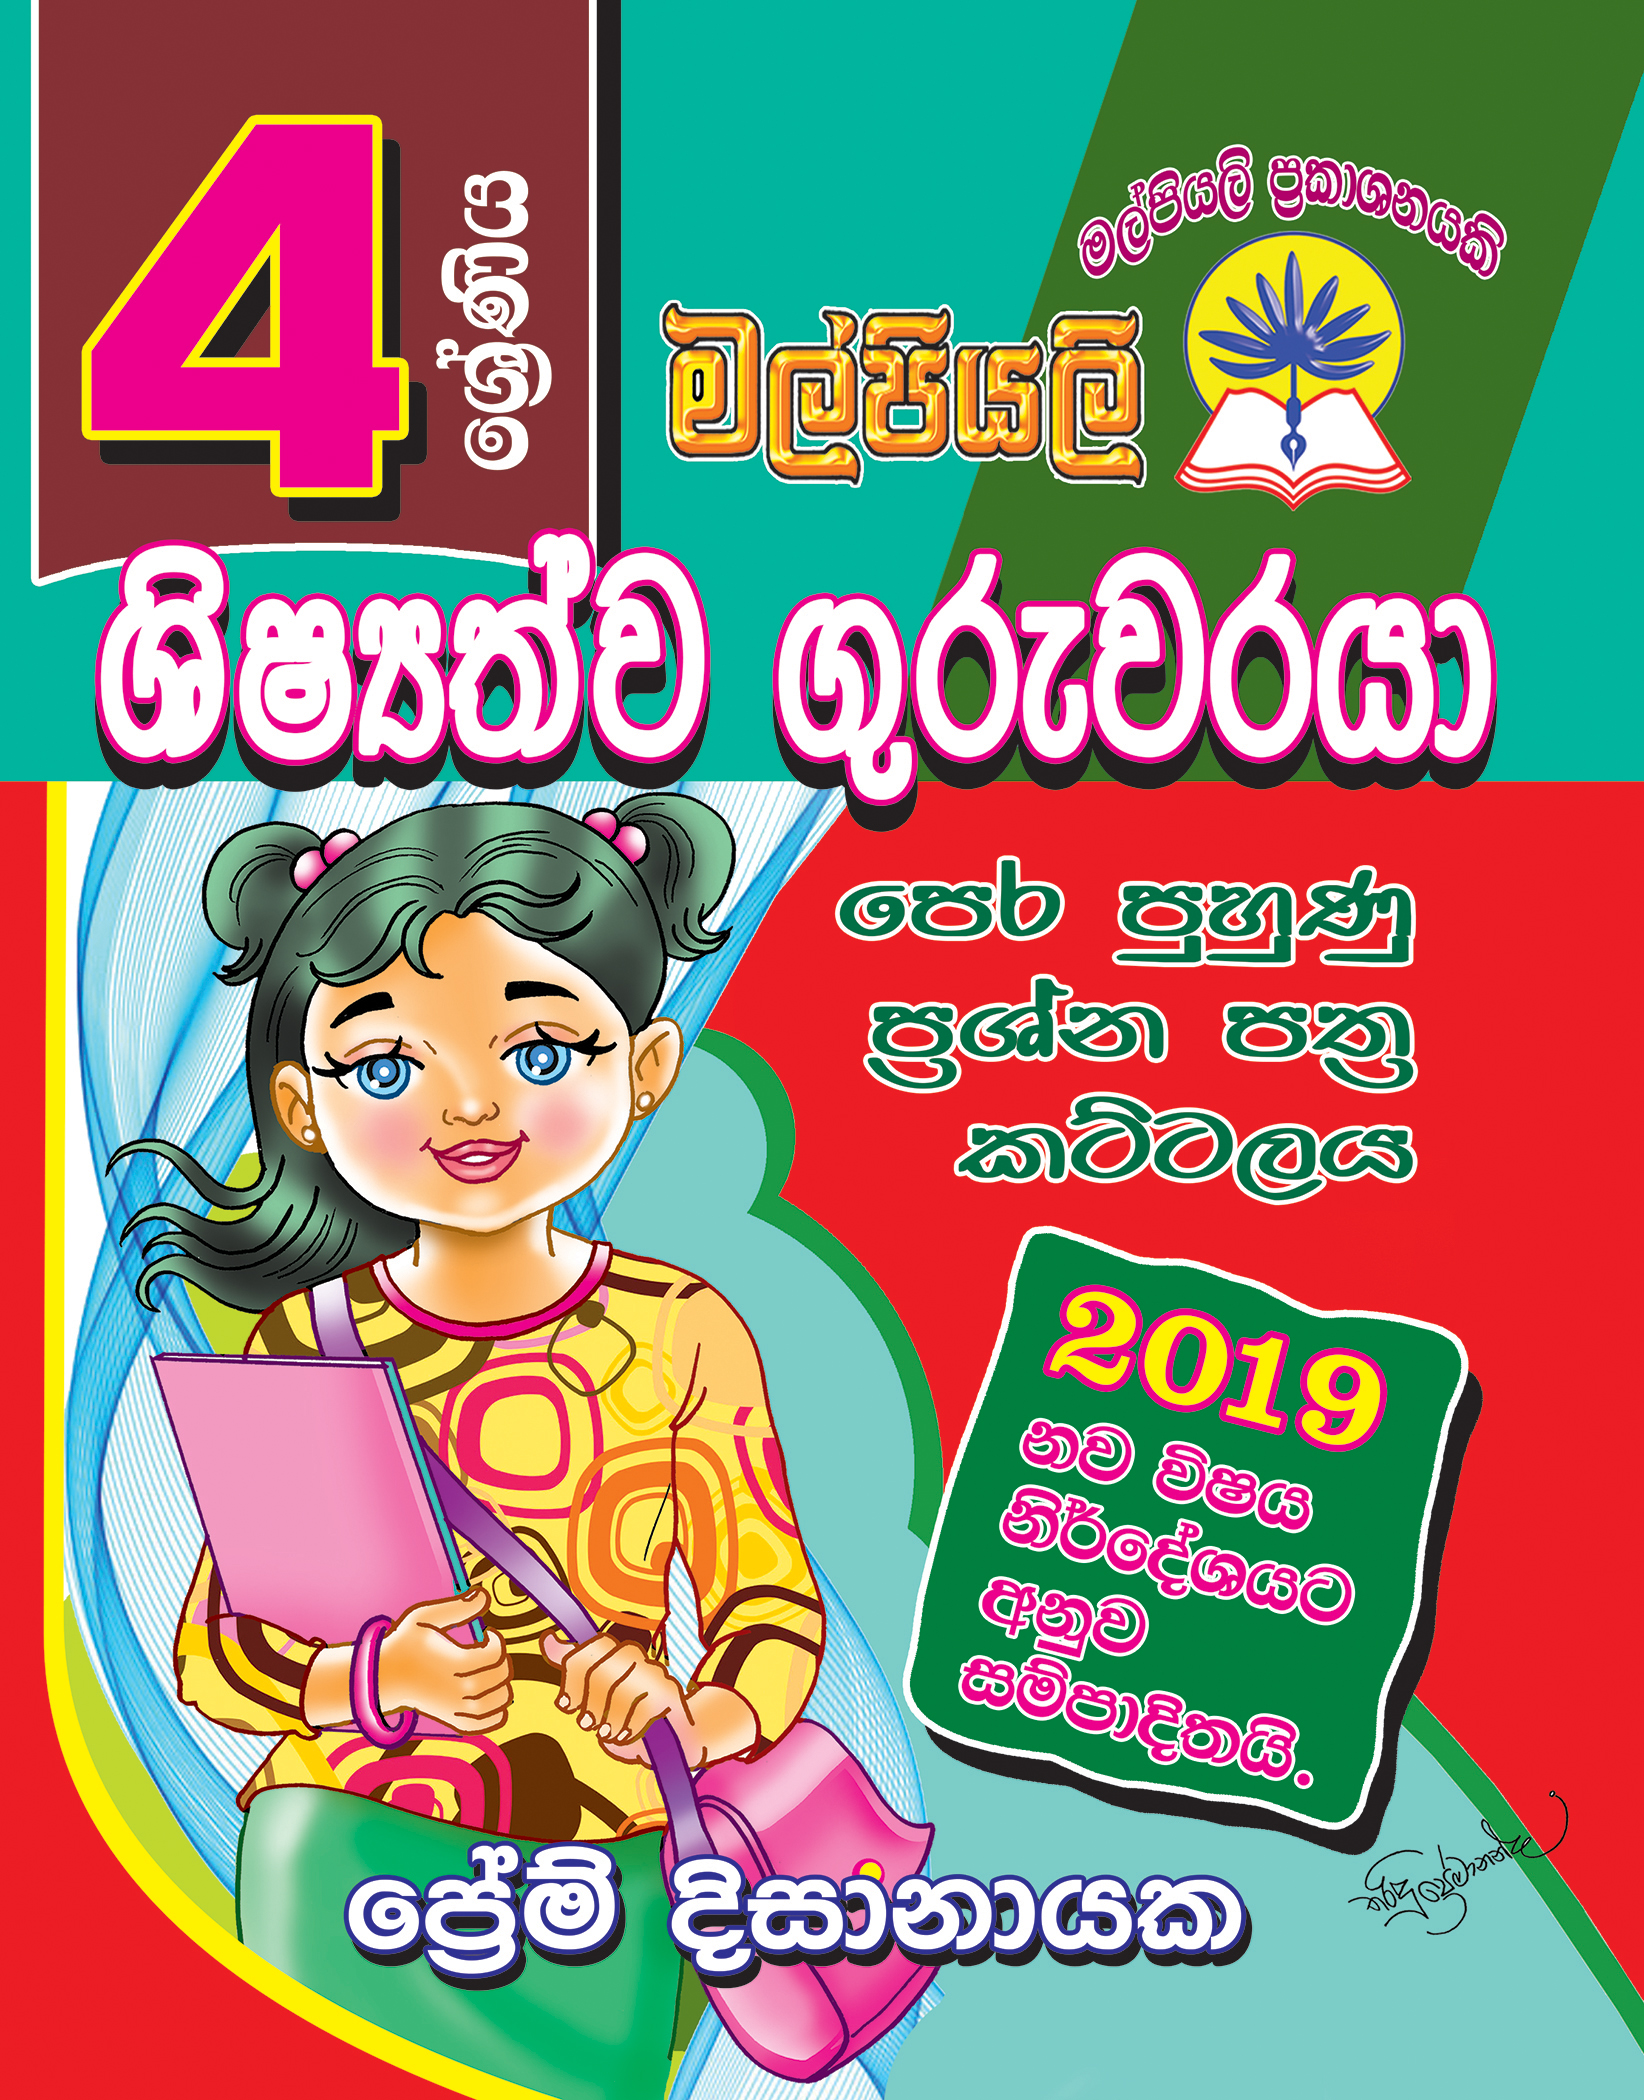 4
ශ්‍රේණිය
මල්පියලි ප්‍රකාශනයකි
මල්පියලි
ශිෂ්‍යත්ව ගුරුවරයා
පෙර පුහුණු
ප්‍රශ්න පත්‍ර
කට්ටලය
2019
නව විෂය
නිර්දේශයට
අනුව
සම්පාදිතයි.
ප්‍රේමි දිසානායක